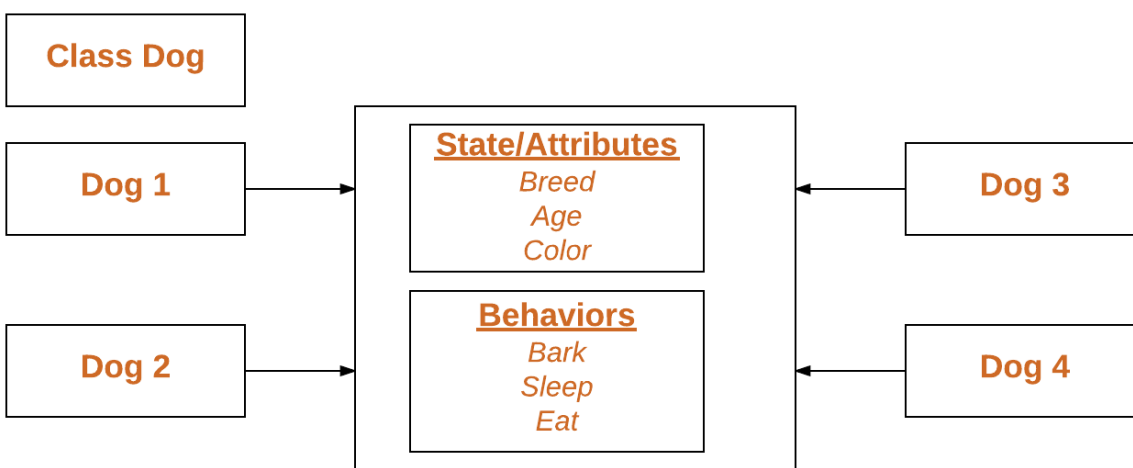 Class Dog
Dog 1
Dog 2
State/Attributes
Breed
Age
Color
Behaviors
Bark
Sleep
Eat
Dog 3
Dog 4